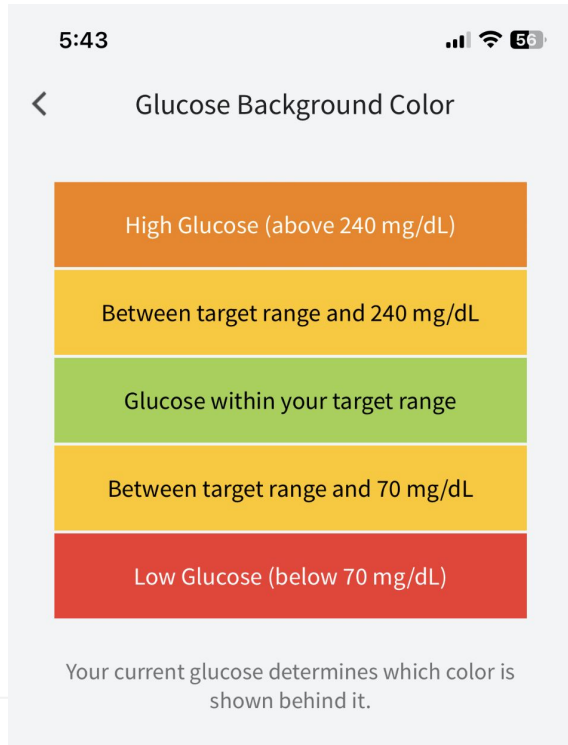 5:43
56
Glucose Background Color
High Glucose (above 240 mg/dL)
Between target range and 240 mg/dL
Glucose within your target range
Between target range and 70 mg/dL
Low Glucose (below 70 mg/dL)
Your current glucose determines which color is
shown behind it.